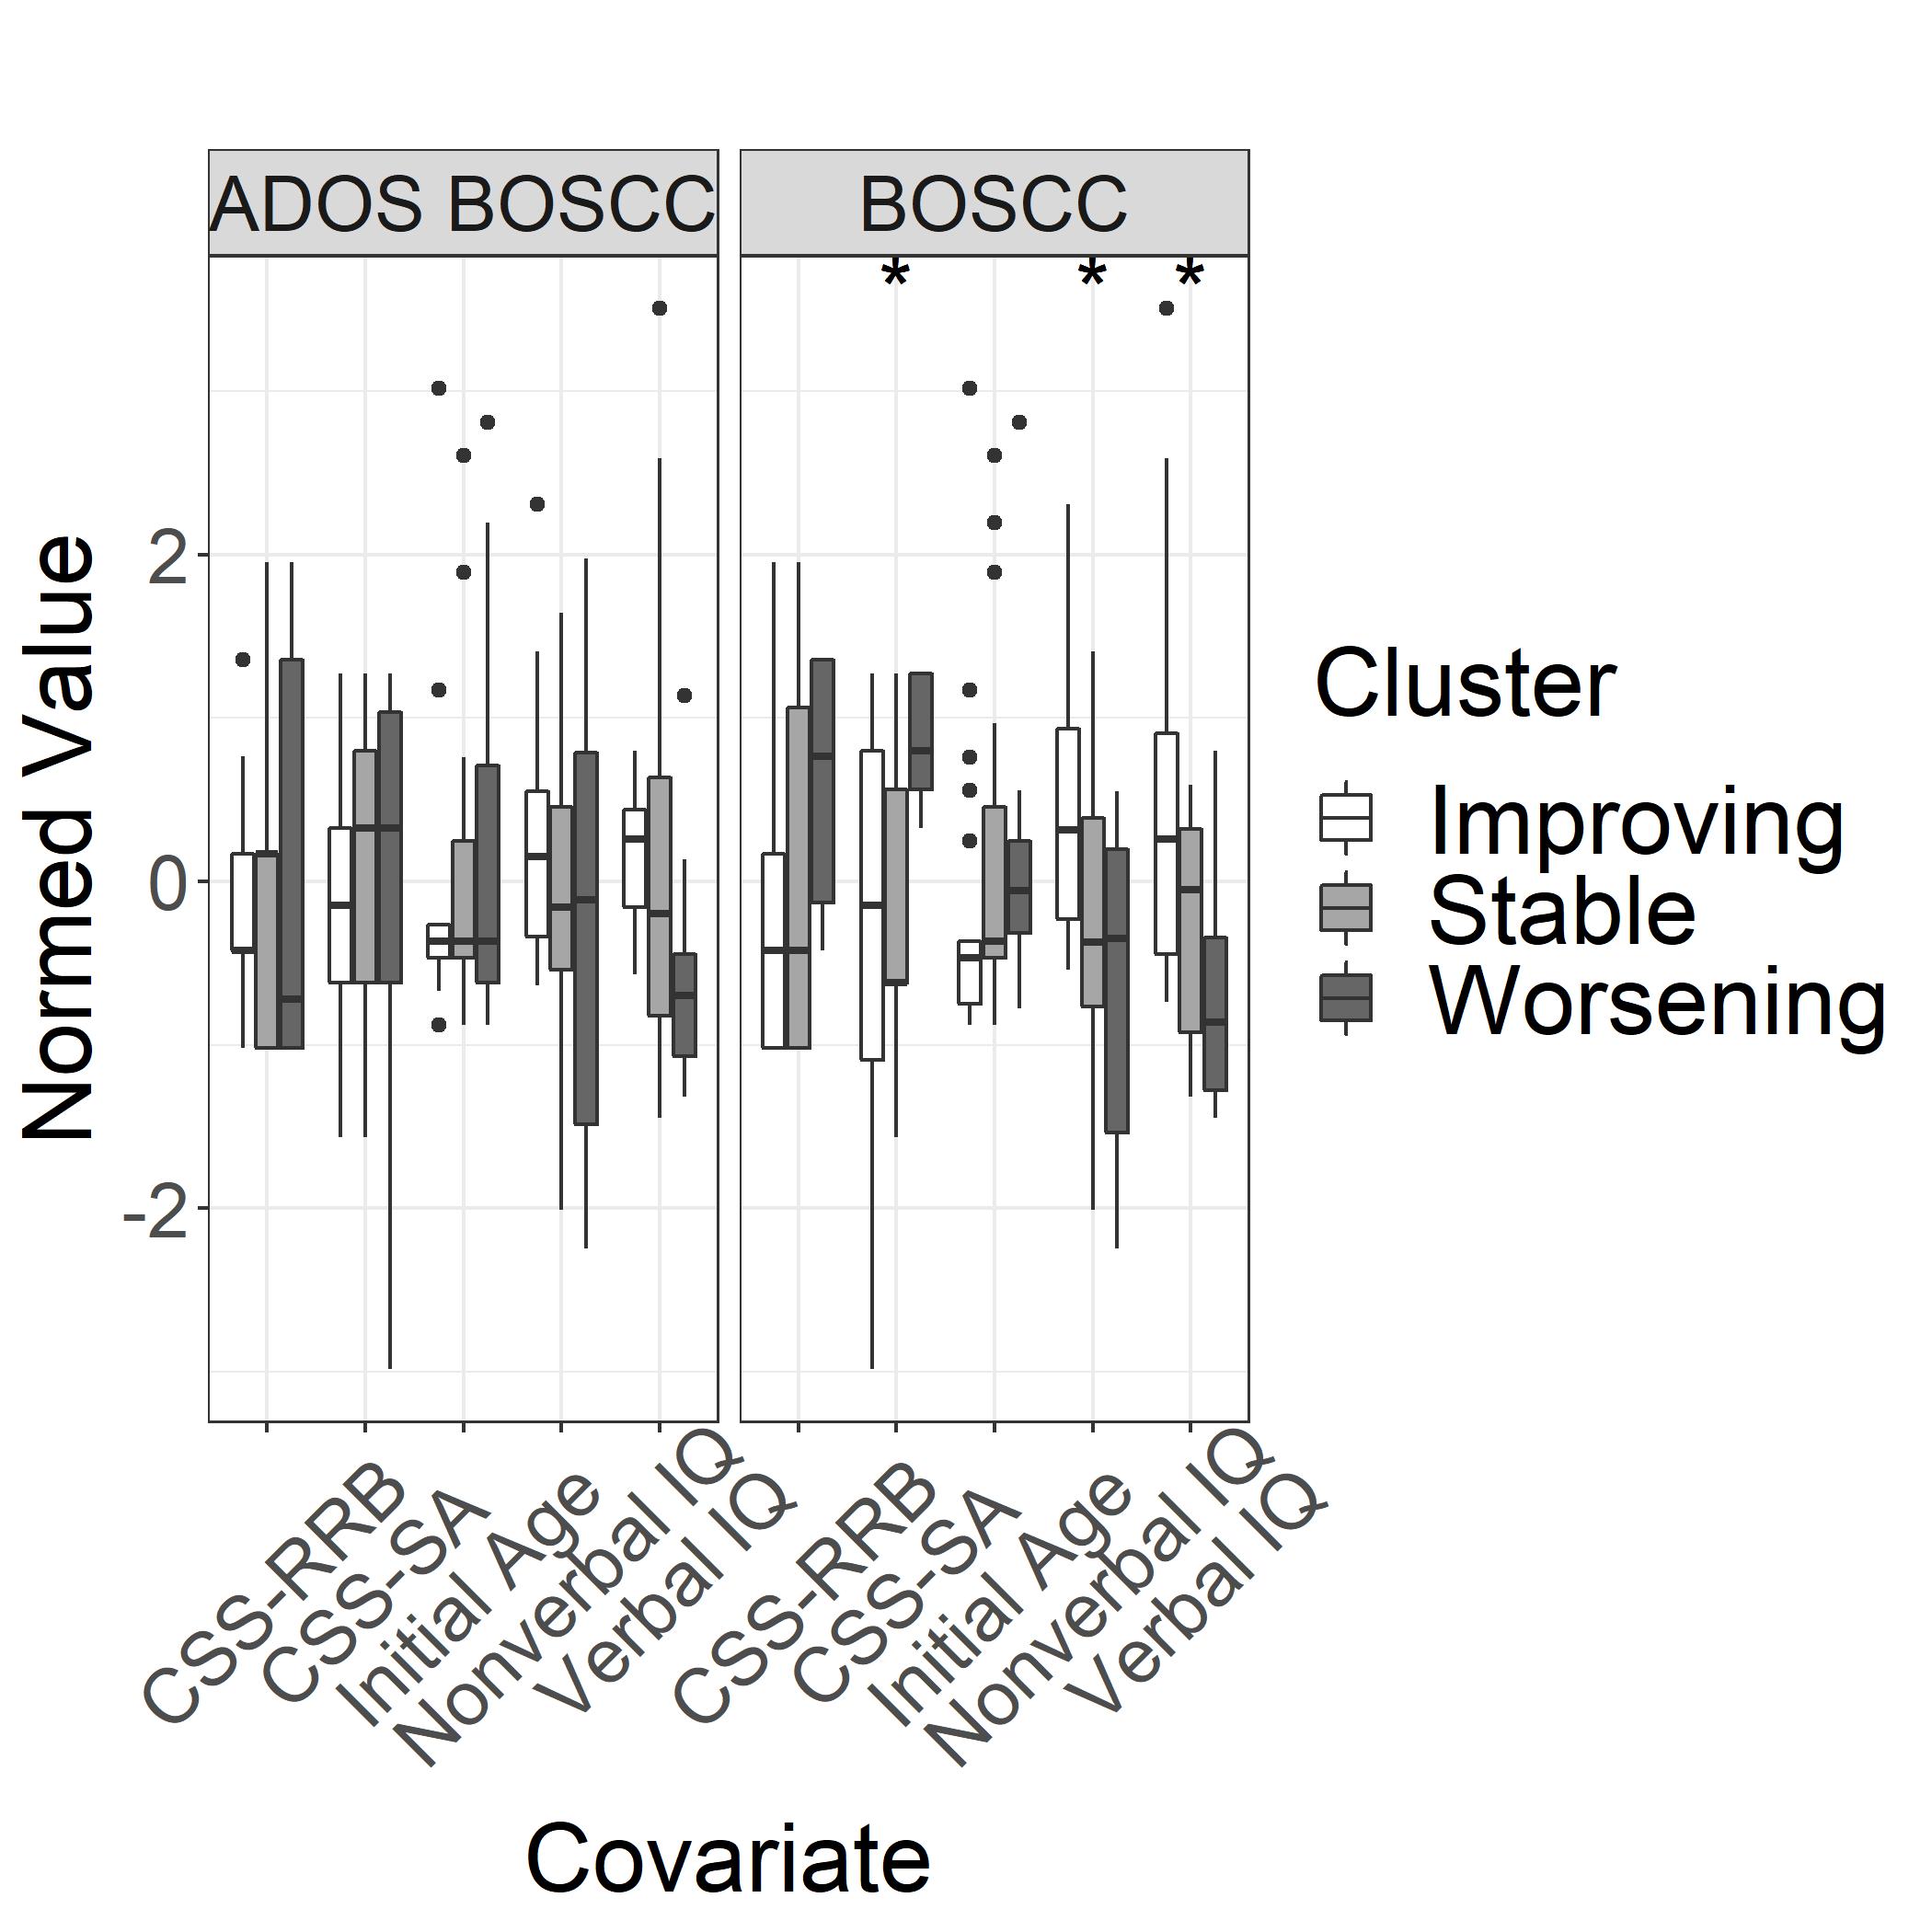 ADOS BOSCC
BOSCC
* * *
Normed Value
2
0
-2
CSS-RRB
CSS-SA
Initial Age
Nonverbal IQ
Verbal IQ
CSS-RRB
CSS-SA
Initial Age
Nonverbal IQ
Verbal IQ
Covariate
Cluster
Improving
Stable
Worsening